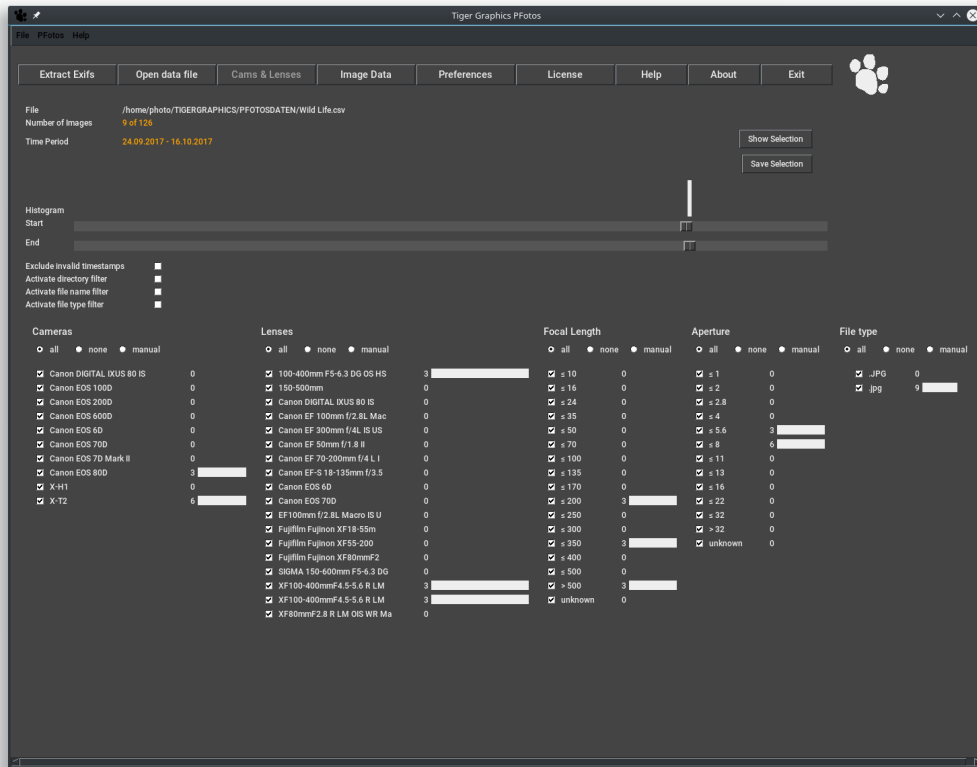 Tiger Graphics PFotos
File PFotos Help
Extract Exifs Open data file Cams & Lenses Image Data Preferences License Help About Exit
File /home/photo/TIGERGRAPHICS/PFOTOSDATEN/Wild LIfe.csv
Number of Images 9 of 126
Time Period 24.09.2017 - 16.10.2017
Show Selection
Save Selection
Histogram
Start
End
Exclude invalid timestamps
Activate directory filter
Activate file name filter
Activate file type filter
Cameras Lenses Focal Length Aperture File type
all none manual all none manual all none manual all none manual all none manual
Canon DIGITAL IXUS 80 IS 0 100-400mm F5-6.3 DG OS HS 3 ≤ 10 0 ≤ 1 0 .JPG 0
Canon EOS 100D 0 150-500mm 0 ≤ 16 0 ≤ 2 0 .jpg 9
Canon EOS 200D 0 Canon DIGITAL IXUS 80 IS 0 ≤ 24 0 ≤ 2.8 0
Canon EOS 600D 0 Canon EF 100mm f/2.8L Mac 0 ≤ 35 0 ≤ 4 0
Canon EOS 6D 0 Canon EF 300mm f/4L IS US 0 ≤ 50 0 ≤ 5.6 3
Canon EOS 70D 0 Canon EF 50mm f/1.8 II 0 ≤ 70 0 ≤ 8 6
Canon EOS 7D Mark II 0 Canon EF 70-200mm f/4 L I 0 ≤ 100 0 ≤ 11 0
Canon EOS 80D 3 Canon EF-S 18-135mm f/3.5 0 ≤ 135 0 ≤ 13 0
X-H1 0 Canon EOS 6D 0 ≤ 170 0 ≤ 16 0
X-T2 6 Canon EOS 70D 0 ≤ 200 3 ≤ 22 0
EF100mm f/2.8L Macro IS U 0 ≤ 250 0 ≤ 32 0
Fujifilm Fujinon XF18-55m 0 ≤ 300 0 > 32 0
Fujifilm Fujinon XF55-200 0 ≤ 350 3 unknown 0
Fujifilm Fujinon XF80mmF2 0 ≤ 400 0
SIGMA 150-600mm F5-6.3 DG 0 ≤ 500 0
XF100-400mmF4.5-5.6 R LM 3 > 500 3
XF100-400mmF4.5-5.6 R LM 3 unknown 0
XF80mmF2.8 R LM OIS WR Ma 0